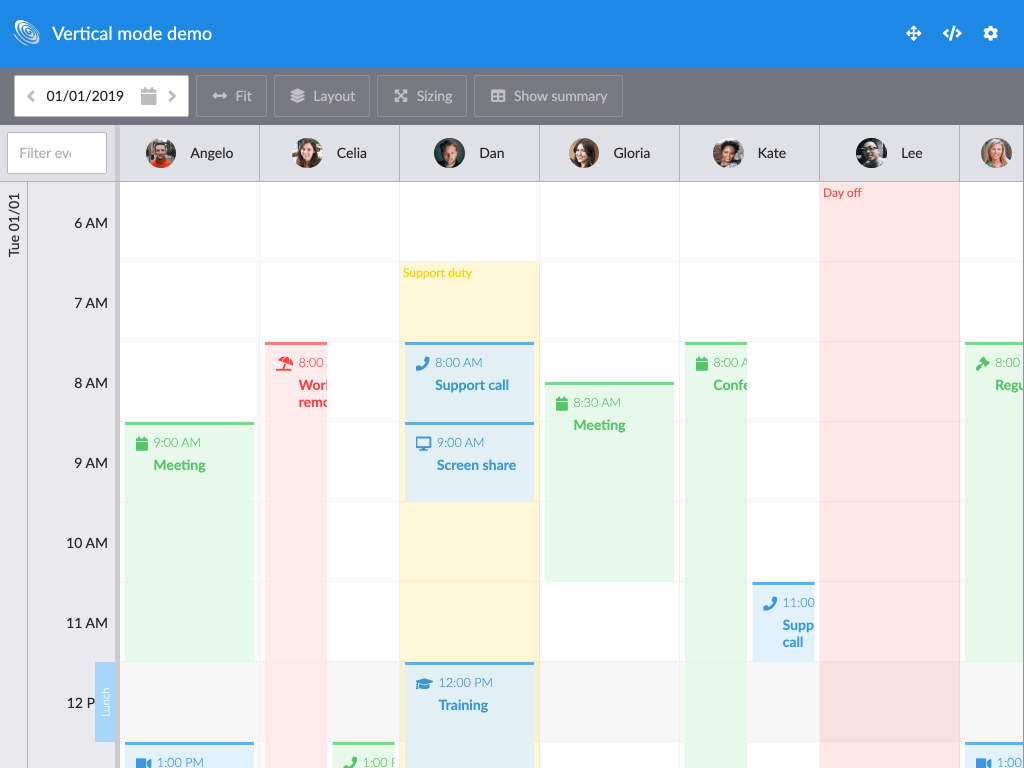 Vertical mode demo
01/01/2019
Fit
Layout
Sizing
Show summary
Filter eve
Angelo
Celia
Dan
Gloria
Kate
Lee
Tue 01/01
6 AM
7 AM
8 AM
9 AM
10 AM
11 AM
12 P
Lunch
9:00 AM
Meeting
1:00 PM
8:00
Worl
remo
1:00 P
Support duty
8:00 AM
Support call
9:00 AM
Screen share
12:00 PM
Training
8:30 AM
Meeting
8:00 A
Confe
11:00
Supp
call
Day off
8:00
Regu
1:00